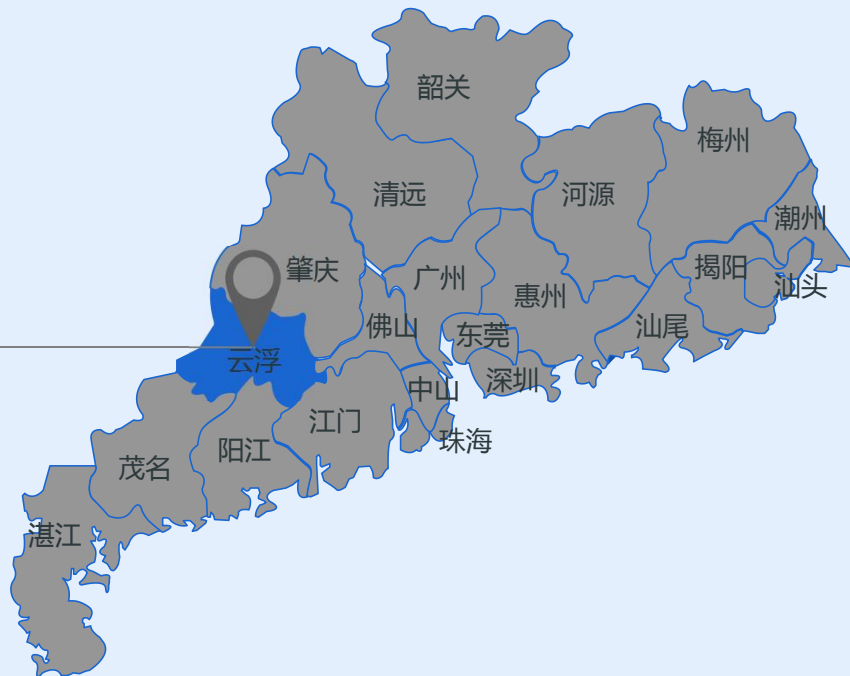 韶关
梅州
清远
河源
潮州
肇庆
广州
揭阳
惠州
汕头
佛山
东莞
汕尾
云浮
深圳
中山
江门
珠海
阳江
茂名
湛江